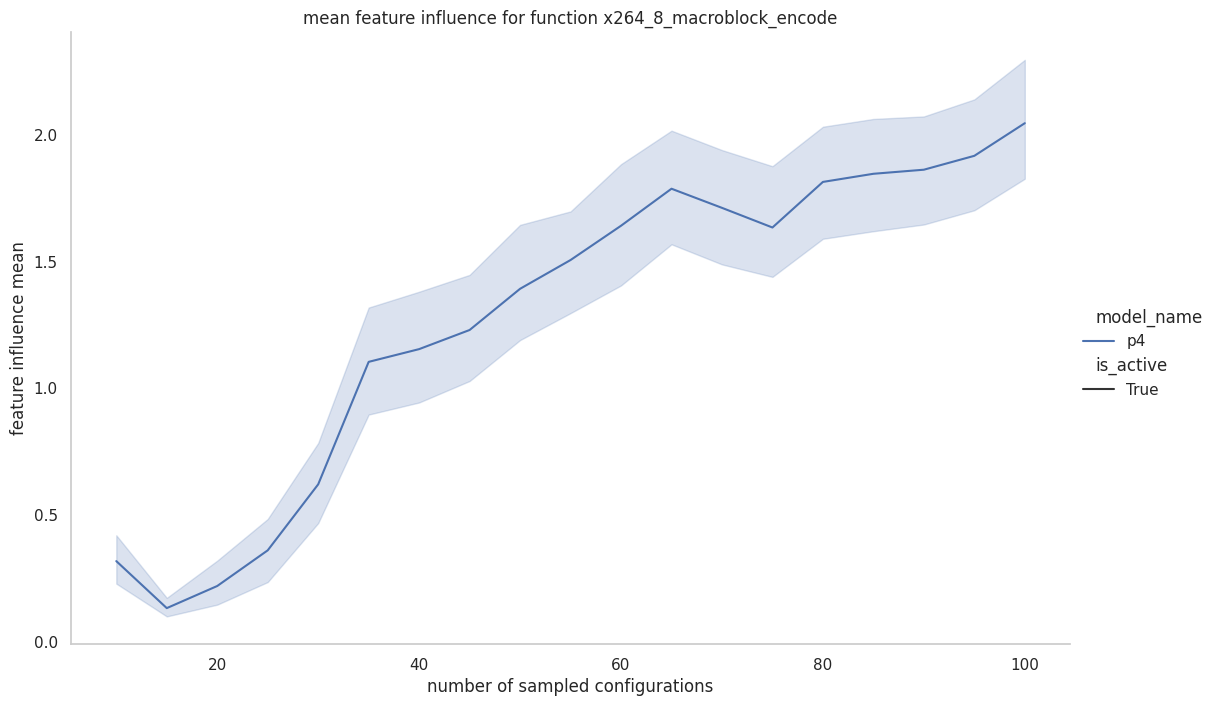 mean feature influence for function x264_8_macroblock_encode
feature influence mean
2.0
1.5
1.0
0.5
0.0
20 40 60 80 100
number of sampled configurations
model_name
p4
is_active
True